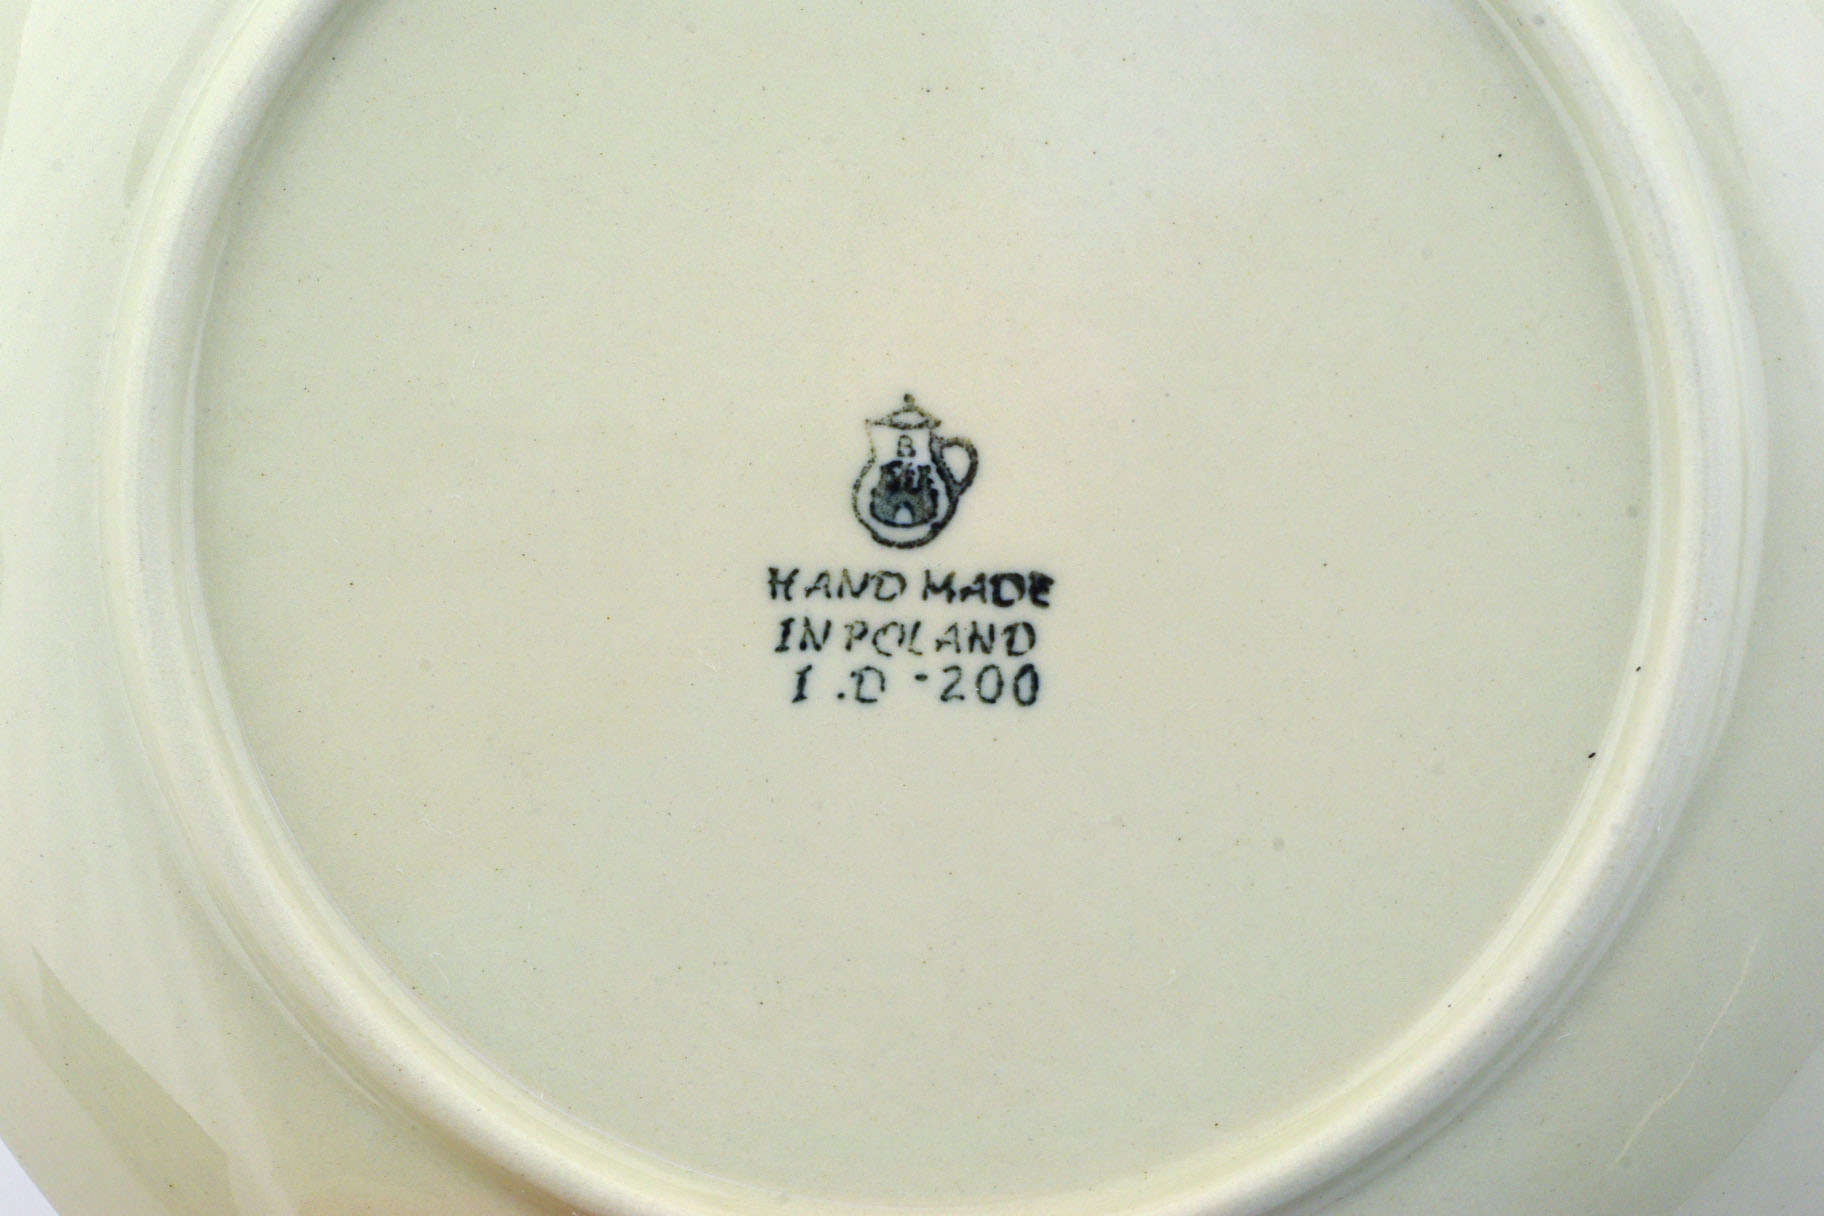 B
HAND MADE
IN POLAND
I.D-200